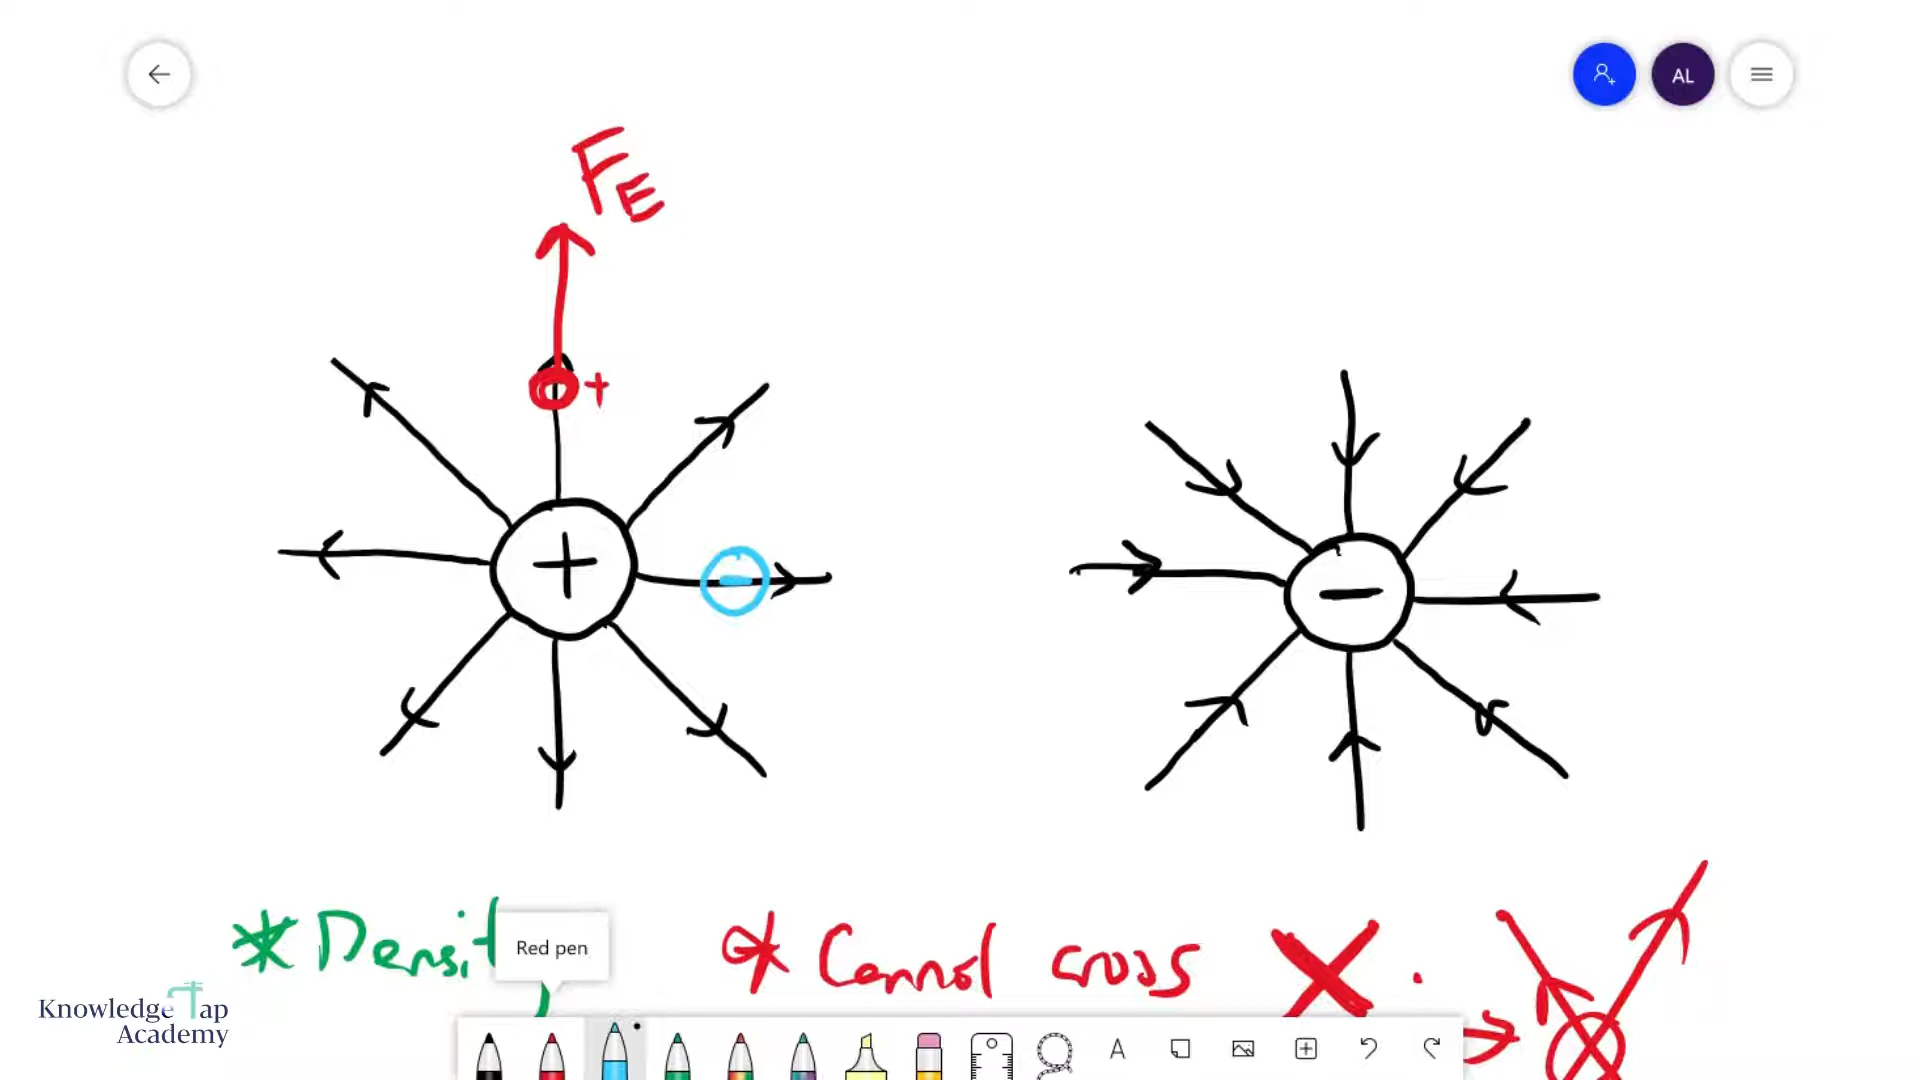 AL
FE
+
+
-
-
* Densit
Red pen
* Cannot cross X .
Knowledge Tap
Academy
A